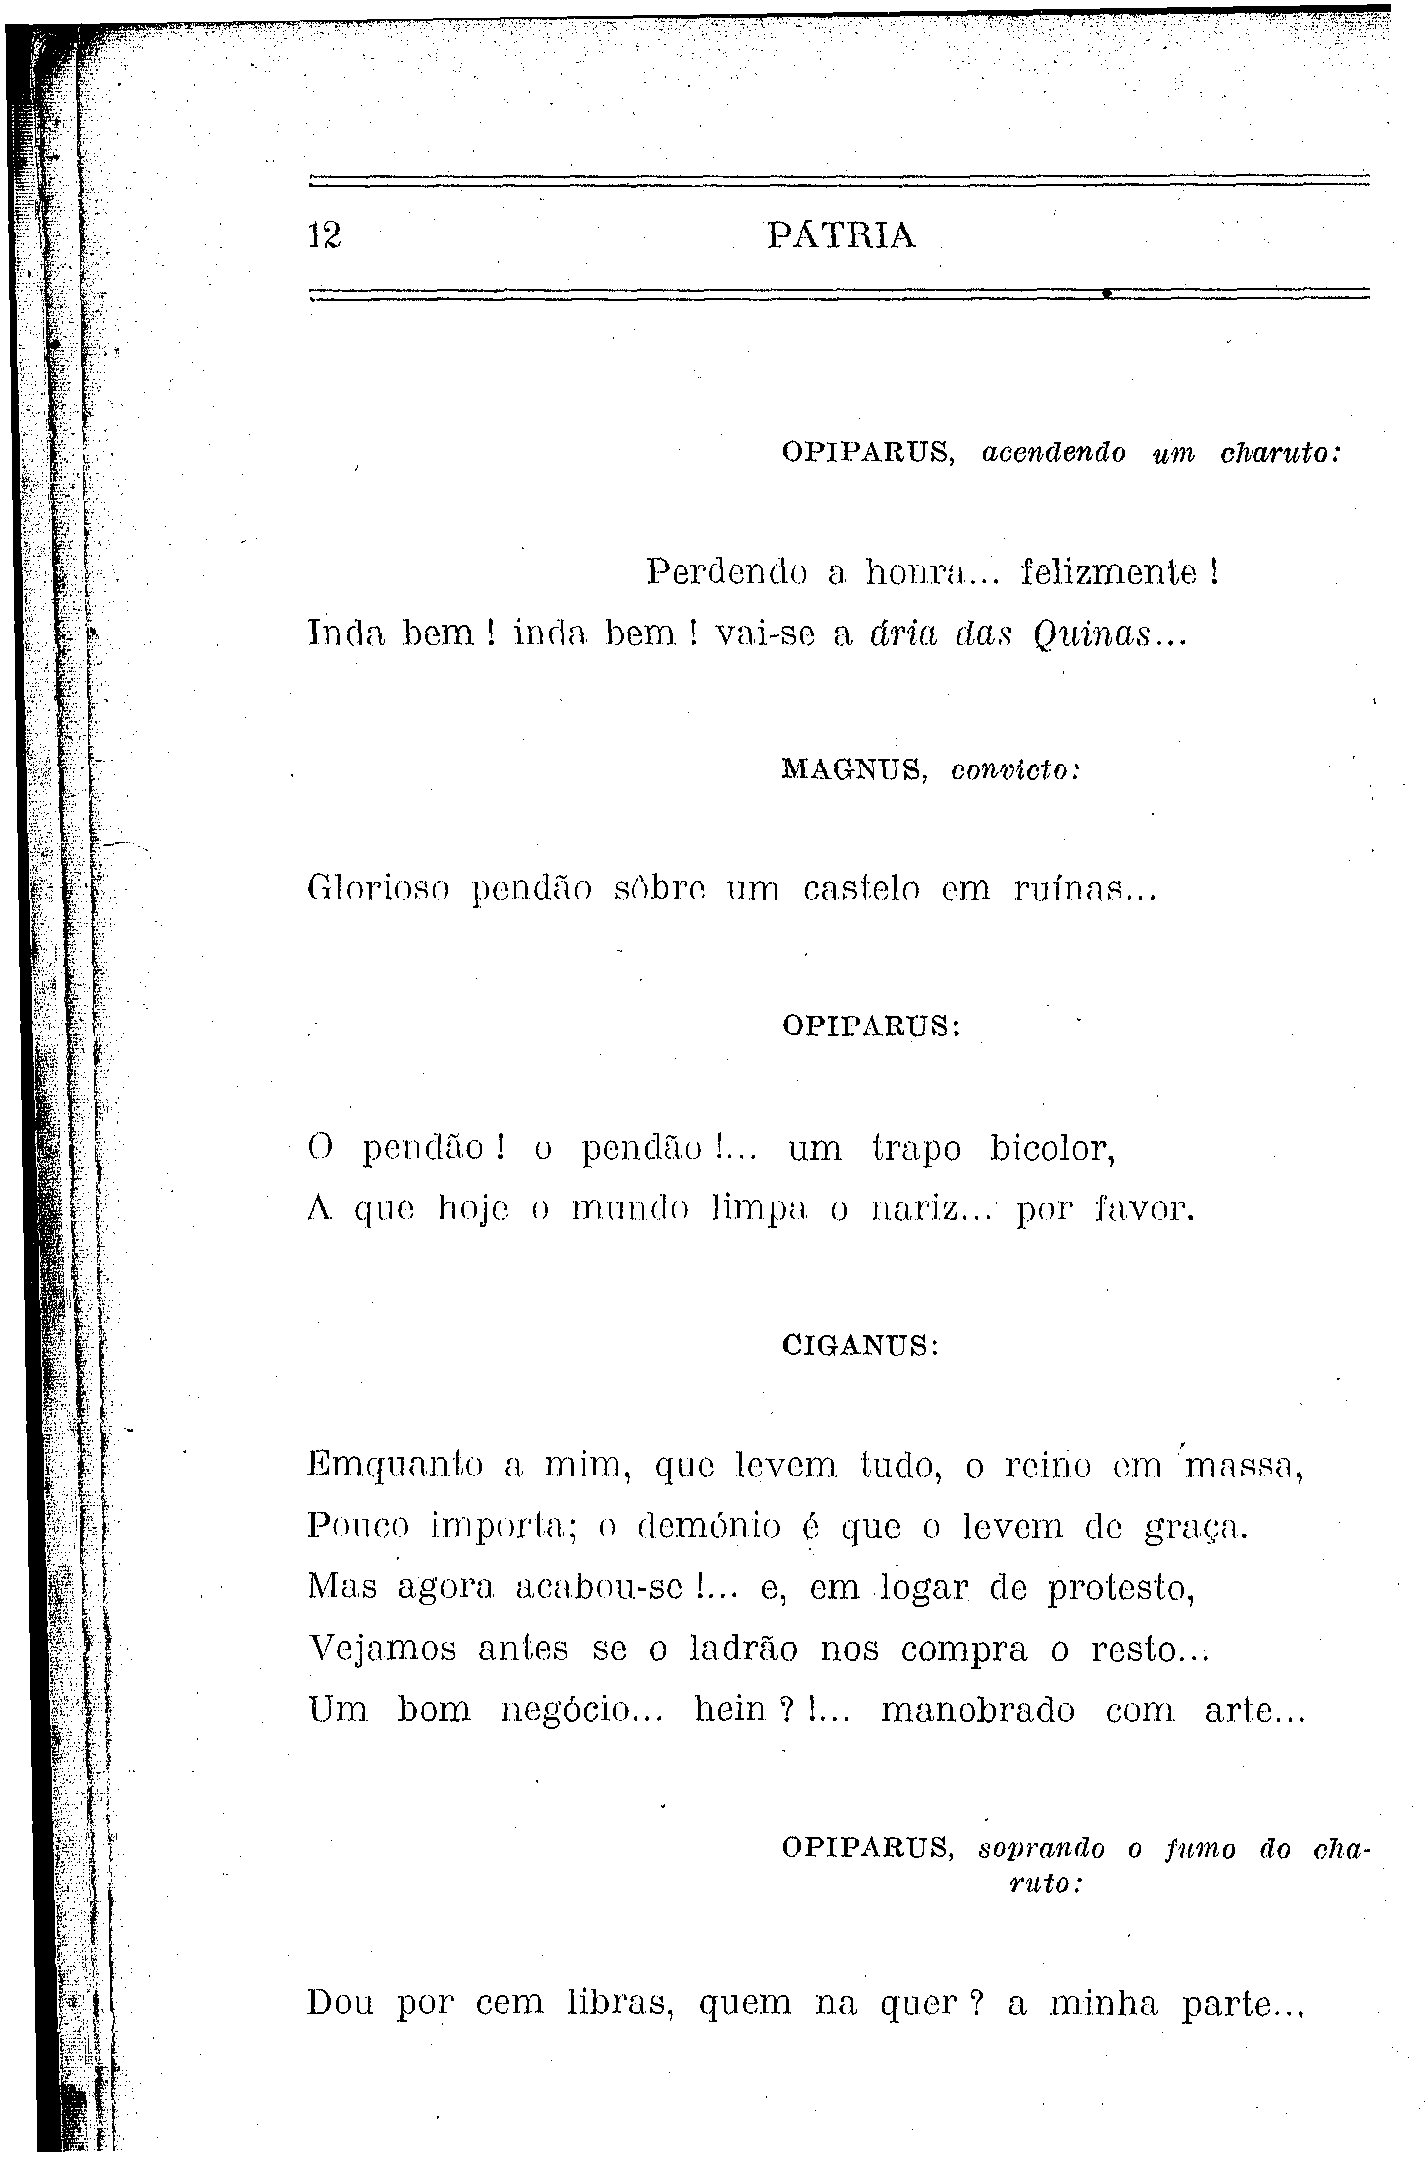 12 PÁTRIA
OPIPARUS, acendendo um charuto:
Perdendo a honra... felizmente !
Inda bem ! inda bem ! vai-se a ária das Quinas...
MAGNUS, convicto:
Glorioso pendão sôbre um castelo em ruínas...
OPIPARUS:
O pendão ! o pendão !... um trapo bicolor,
A que hoje o mundo limpa o nariz... por favor.
CIGANUS:
Emquanto a mim, que levem tudo, o reino em massa,
Pouco importa; o demónio é que o levem de graça.
Mas agora acabou-se !... e, em logar de protesto,
Vejamos antes se o ladrão nos compra o resto...
Um bom negócio... hein ? !... manobrado com arte...
OPIPARUS, soprando o fumo do cha-
ruto:
Dou por cem libras, quem na quer ? a minha parte...